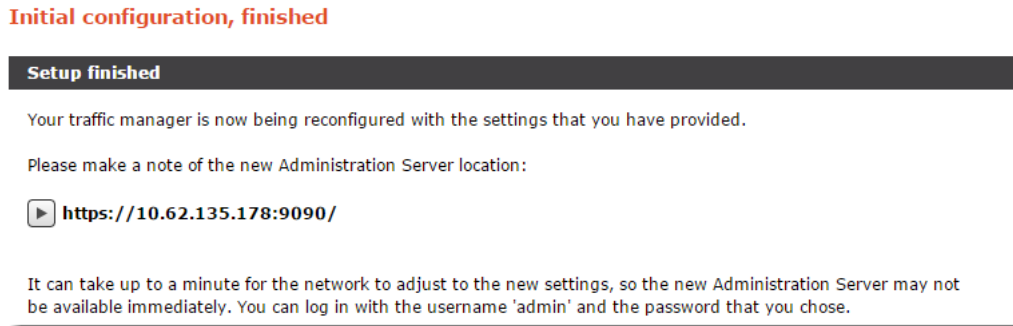 Initial configuration, finished
Setup finished
Your traffic manager is now being reconfigured with the settings that you have provided.
Please make a note of the new Administration Server location:
https://10.62.135.178:9090/
It can take up to a minute for the network to adjust to the new settings, so the new Administration Server may not
be available immediately. You can log in with the username 'admin' and the password that you chose.